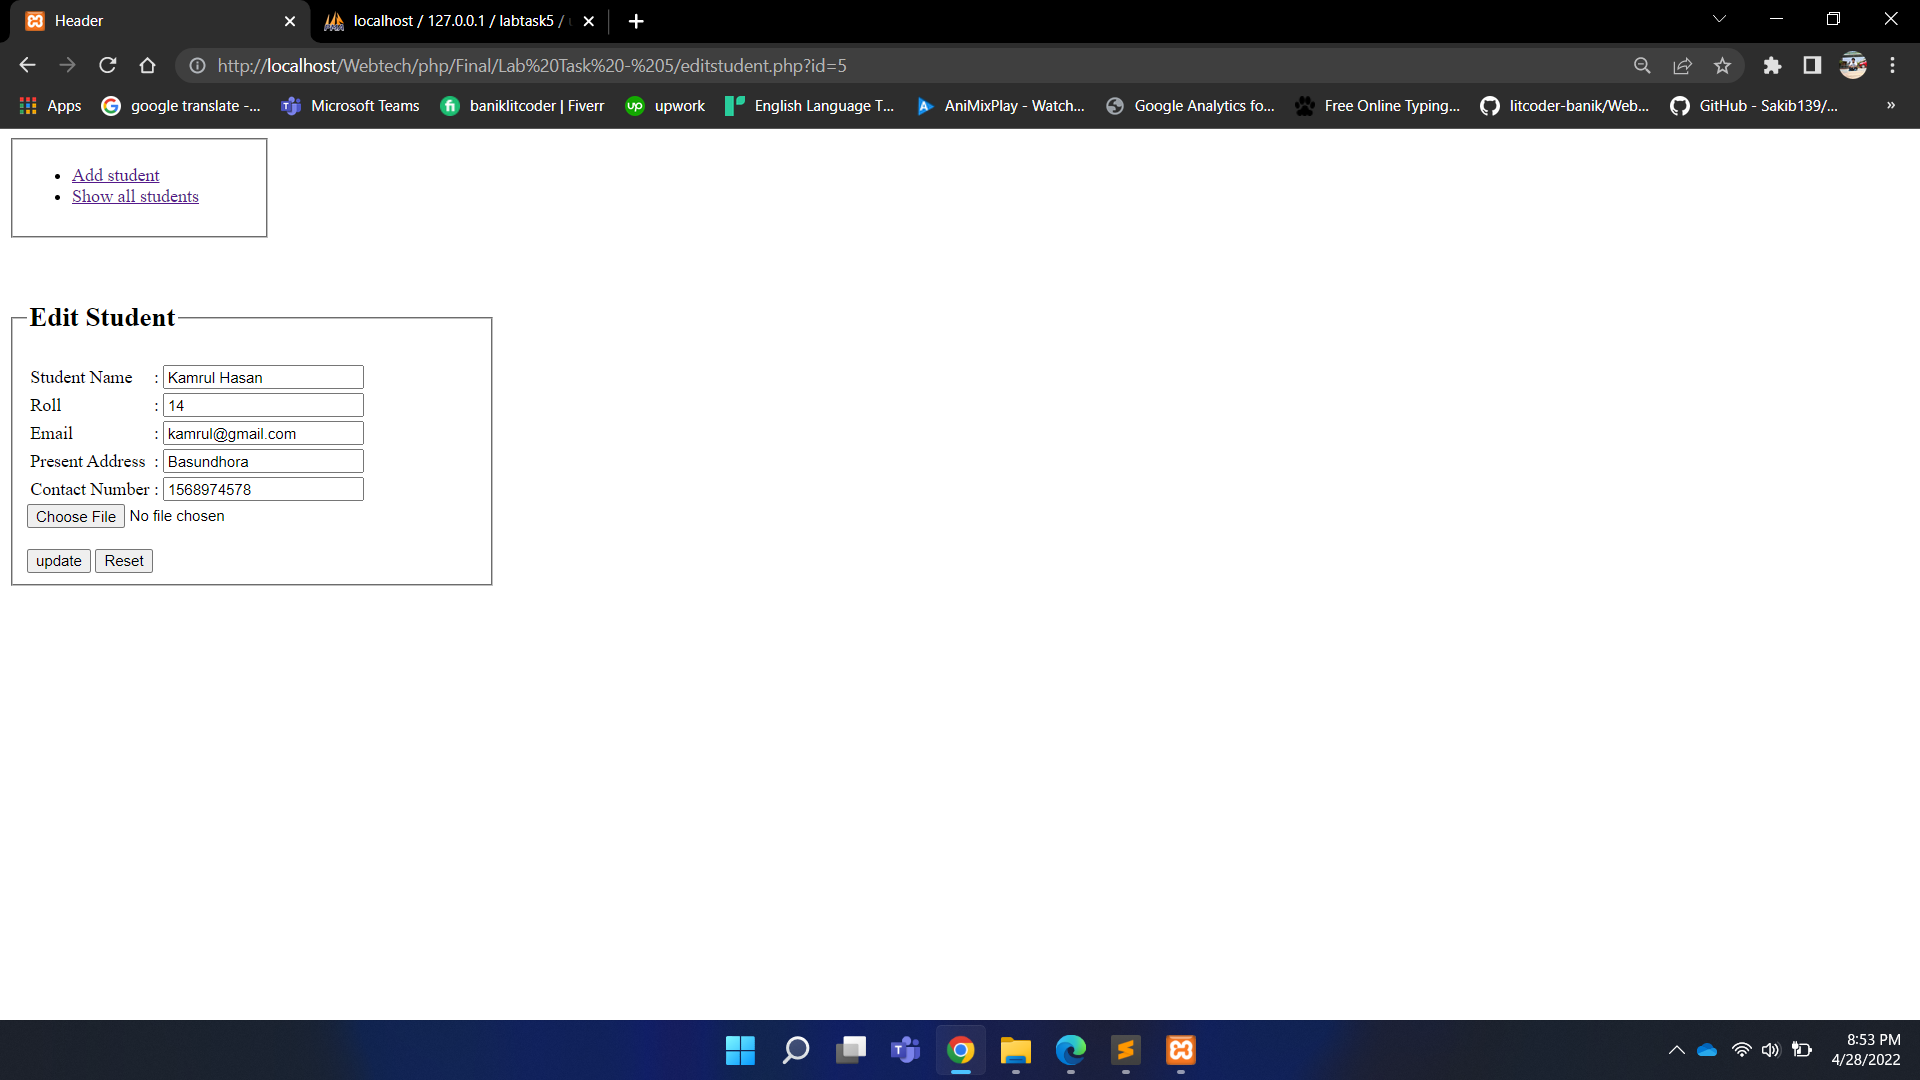 Header
localhost / 127.0.0.1 / labtask5 /
http://localhost/Webtech/php/Final/Lab%20Task%20-%205/editstudent.php?id=5
Apps google translate -... Microsoft Teams baniklitcoder | Fiverr upwork English Language T... AniMixPlay - Watch... Google Analytics fo... Free Online Typing... litcoder-banik/Web... GitHub - Sakib139/... »
Add student
Show all students
Edit Student
Student Name : Kamrul Hasan
Roll : 14
Email : kamrul@gmail.com
Present Address : Basundhora
Contact Number : 1568974578
Choose File No file chosen
update Reset
8:53 PM
4/28/2022